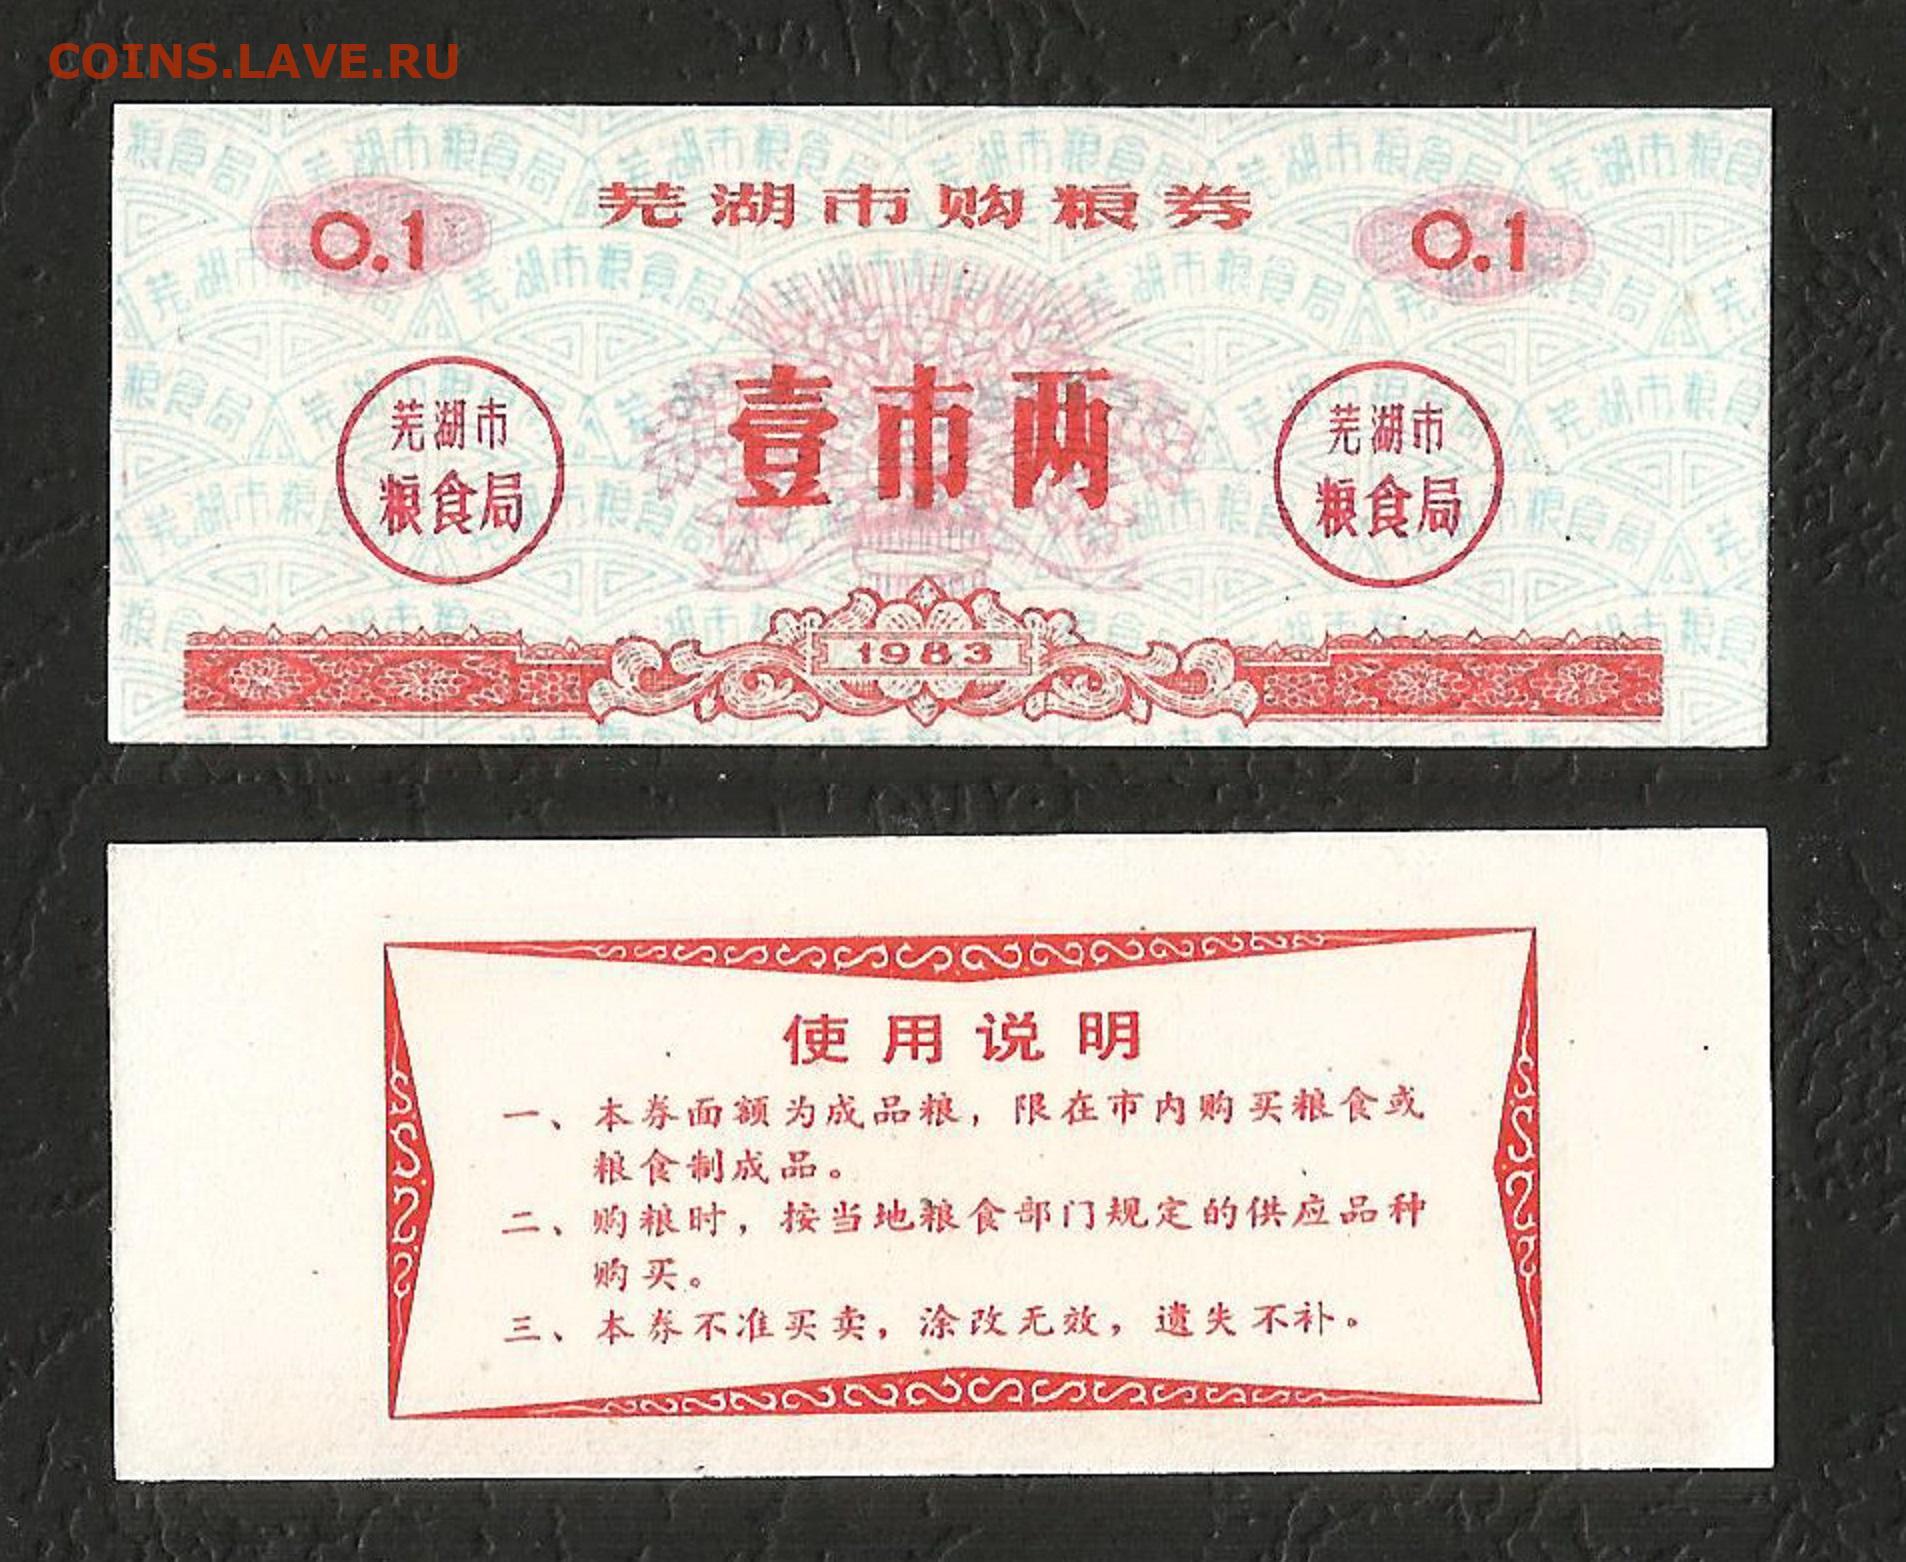 COINS.LAVE.RU
芜湖市购粮券
0.1 0.1
壹市两
芜湖市 芜湖市
粮食局 粮食局
1983
使用说明
一、本券面额为成品粮，限在市内购买粮食或
粮食制成品。
二、购粮时，按当地粮食部门规定的供应品种
购买。
三、本券不准买卖，涂改无效，遗失不补。